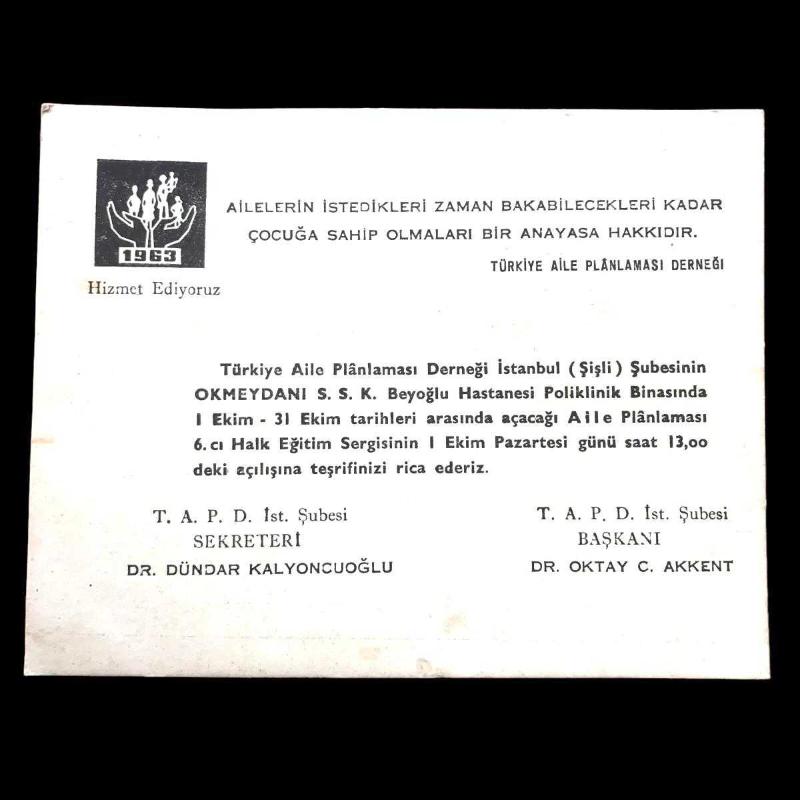 AİLELERİN İSTEDİKLERİ ZAMAN BAKABİLECEKLERİ KADAR
ÇOCUĞA SAHİP OLMALARI BİR ANAYASA HAKKIDIR.
TÜRKİYE AİLE PLÂNLAMASI DERNEĞİ
1963
Hizmet Ediyoruz
Türkiye Aile Plânlaması Derneği İstanbul (Şişli) Şubesinin
OKMEYDANI S. S. K. Beyoğlu Hastanesi Poliklinik Binasında
1 Ekim - 31 Ekim tarihleri arasında açacağı Aile Plânlaması
6. cı Halk Eğitim Sergisinin 1 Ekim Pazartesi günü saat 13,oo
deki açılışına teşrifinizi rica ederiz.
T. A. P. D. İst. Şubesi
SEKRETERİ
DR. DÜNDAR KALYONCUOĞLU
T. A. P. D. İst. Şubesi
BAŞKANI
DR. OKTAY C. AKKENT